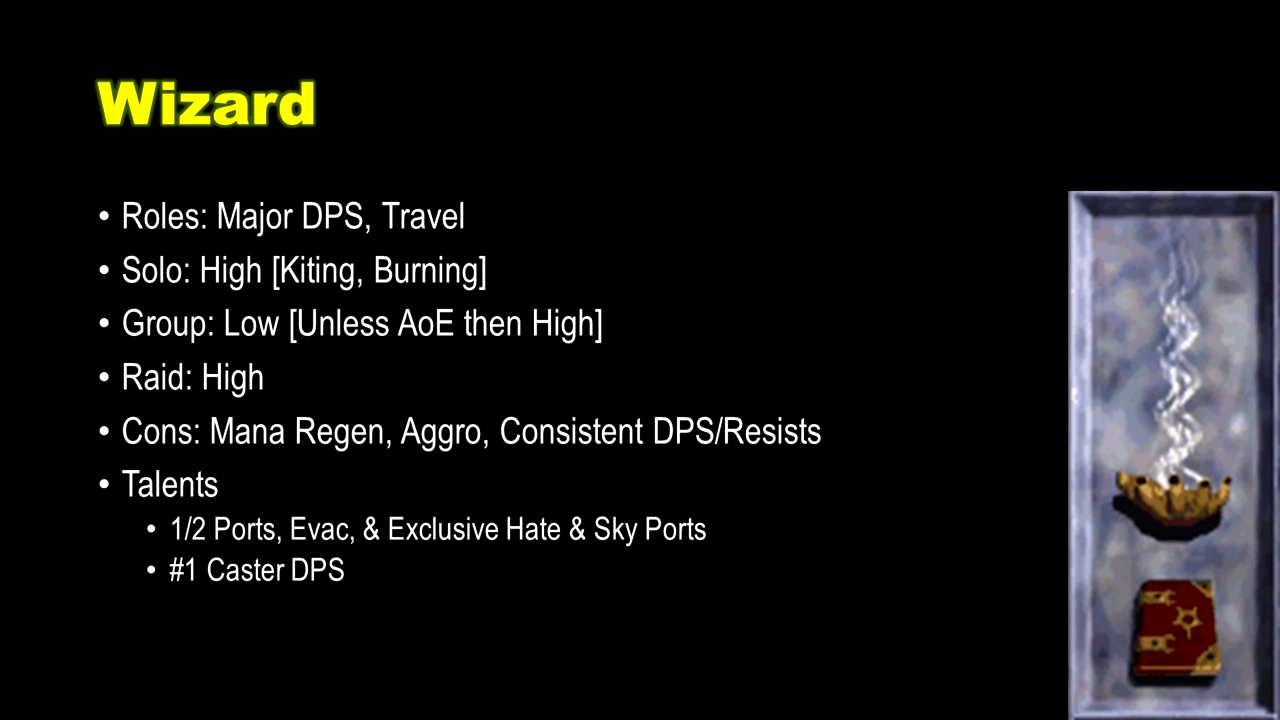 Wizard
• Roles: Major DPS, Travel
• Solo: High [Kiting, Burning]
• Group: Low [Unless AoE then High]
• Raid: High
• Cons: Mana Regen, Aggro, Consistent DPS/Resists
• Talents
• 1/2 Ports, Evac, & Exclusive Hate & Sky Ports
• #1 Caster DPS